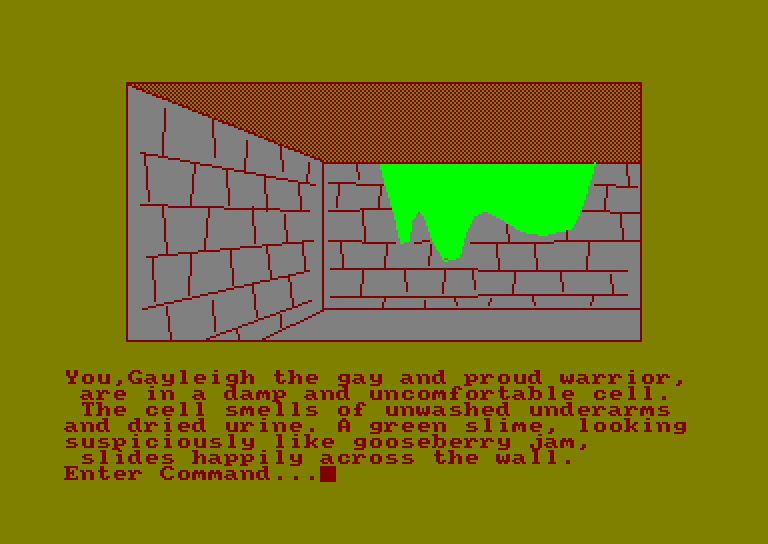 You,Gayleigh the gay and proud warrior,
are in a damp and uncomfortable cell.
The cell smells of unwashed underarms
and dried urine. A green slime, looking
suspiciously like gooseberry jam,
slides happily across the wall.
Enter Command...